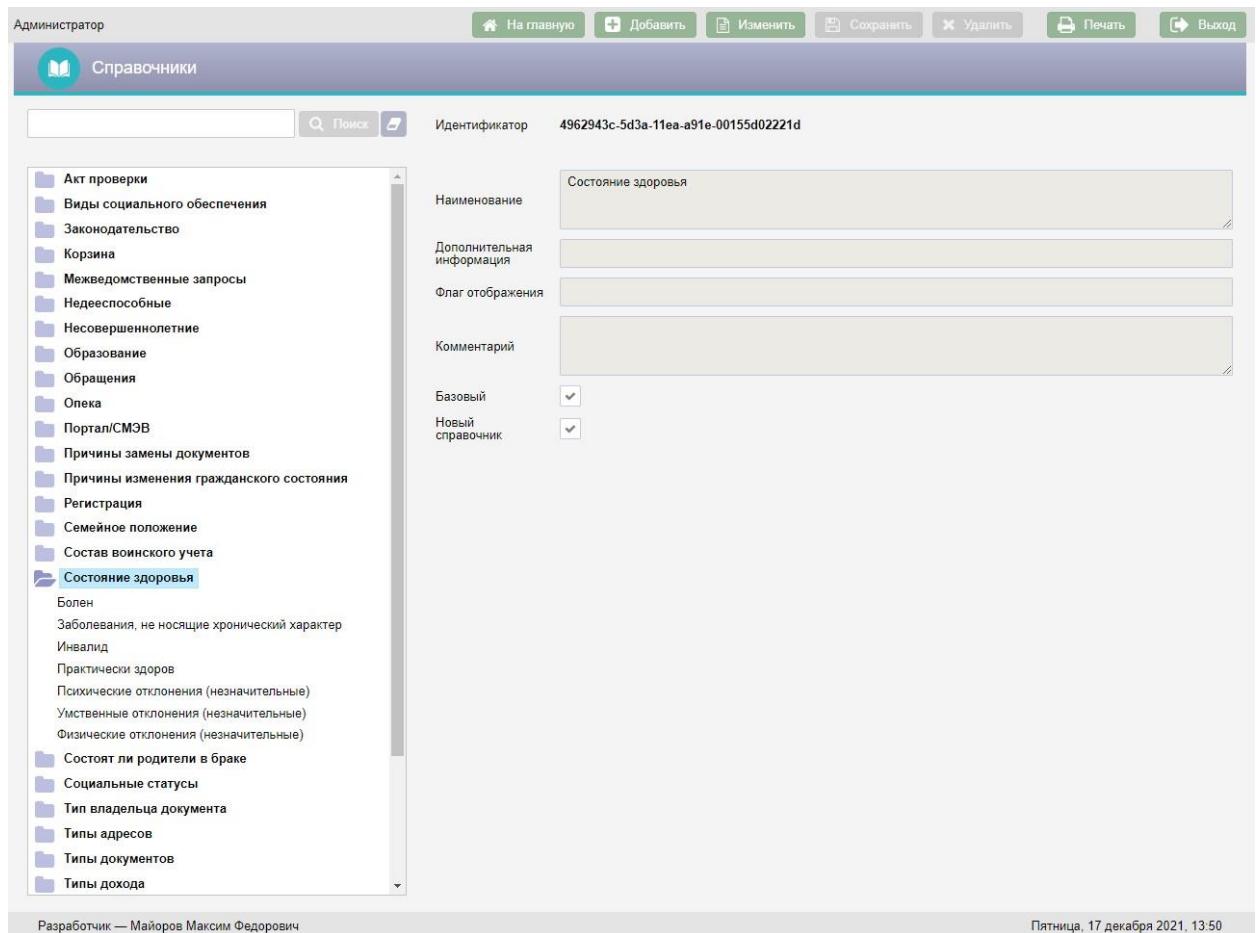 Администратор
На главную
Добавить
Изменить
Сохранить
Удалить
Печать
Выход
Справочники
Поиск
Идентификатор 4962943c-5d3a-11ea-a91e-00155d02221d
Акт проверки
Виды социального обеспечения
Законодательство
Корзина
Межведомственные запросы
Недееспособные
Несовершеннолетние
Образование
Обращения
Опека
Портал/СМЭВ
Причины замены документов
Причины изменения гражданского состояния
Регистрация
Семейное положение
Состав воинского учета
Состояние здоровья
Болен
Заболевания, не носящие хронический характер
Инвалид
Практически здоров
Психические отклонения (незначительные)
Умственные отклонения (незначительные)
Физические отклонения (незначительные)
Состоят ли родители в браке
Социальные статусы
Тип владельца документа
Типы адресов
Типы документов
Типы дохода
Наименование
Состояние здоровья
Дополнительная
информация
Флаг отображения
Комментарий
Базовый
Новый
справочник
Разработчик — Майоров Максим Федорович
Пятница, 17 декабря 2021, 13:50